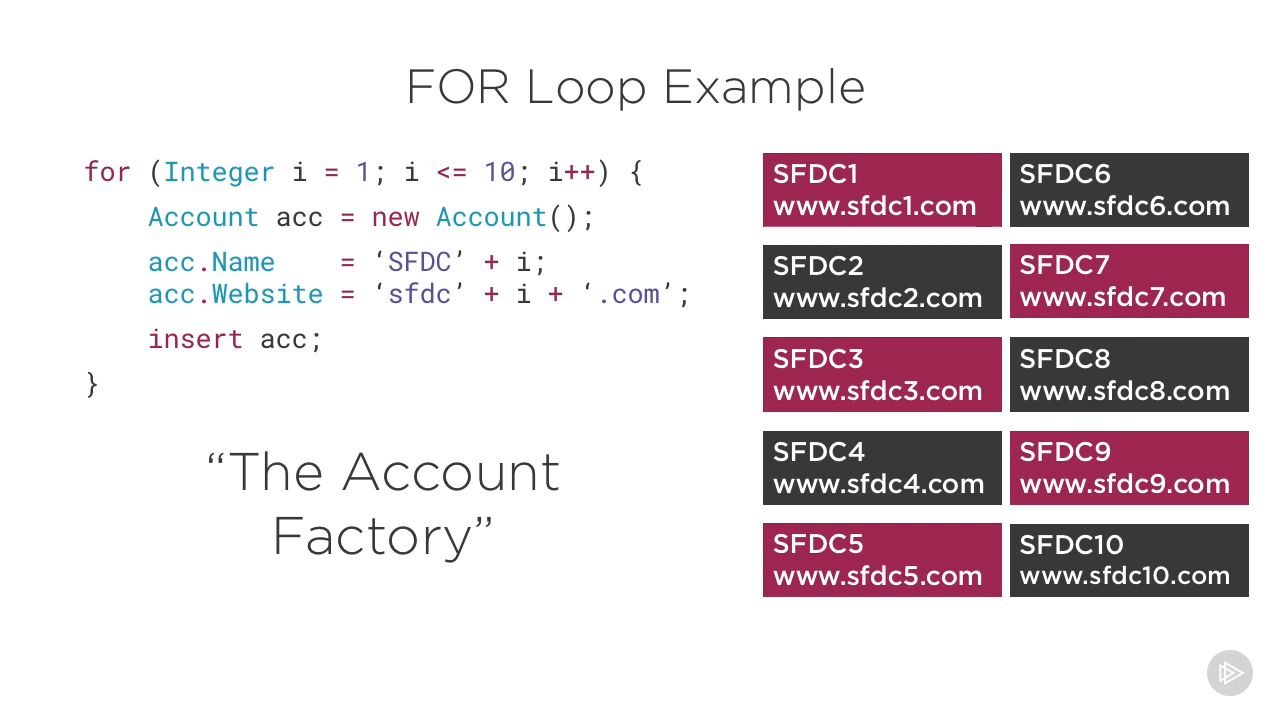 FOR Loop Example
for (Integer i = 1; i <= 10; i++) {
Account acc = new Account();
acc.Name = ‘SFDC’ + i;
acc.Website = ‘sfdc’ + i + ‘.com’;
insert acc;
}
“The Account
Factory”
SFDC1
www.sfdc1.com
SFDC2
www.sfdc2.com
SFDC3
www.sfdc3.com
SFDC4
www.sfdc4.com
SFDC5
www.sfdc5.com
SFDC6
www.sfdc6.com
SFDC7
www.sfdc7.com
SFDC8
www.sfdc8.com
SFDC9
www.sfdc9.com
SFDC10
www.sfdc10.com